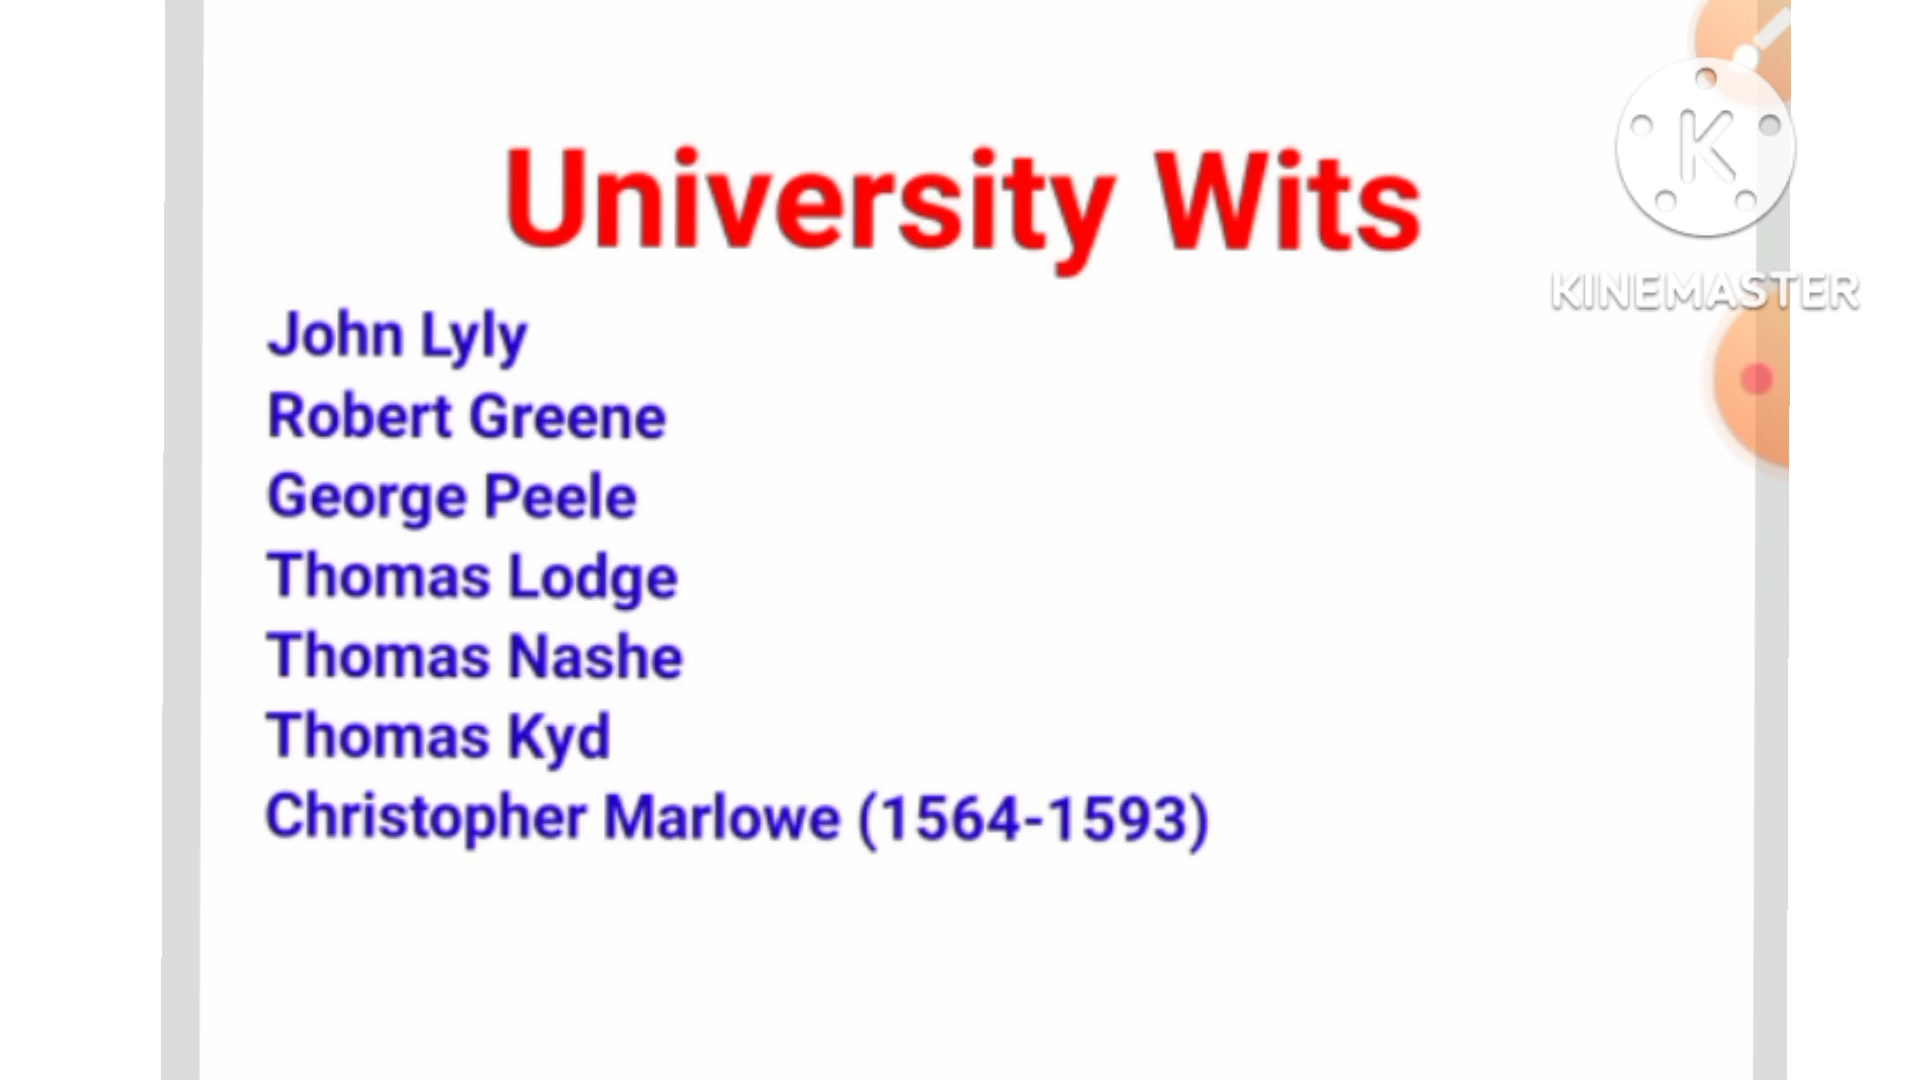 University Wits
K
KINEMASTER
John Lyly
Robert Greene
George Peele
Thomas Lodge
Thomas Nashe
Thomas Kyd
Christopher Marlowe (1564-1593)